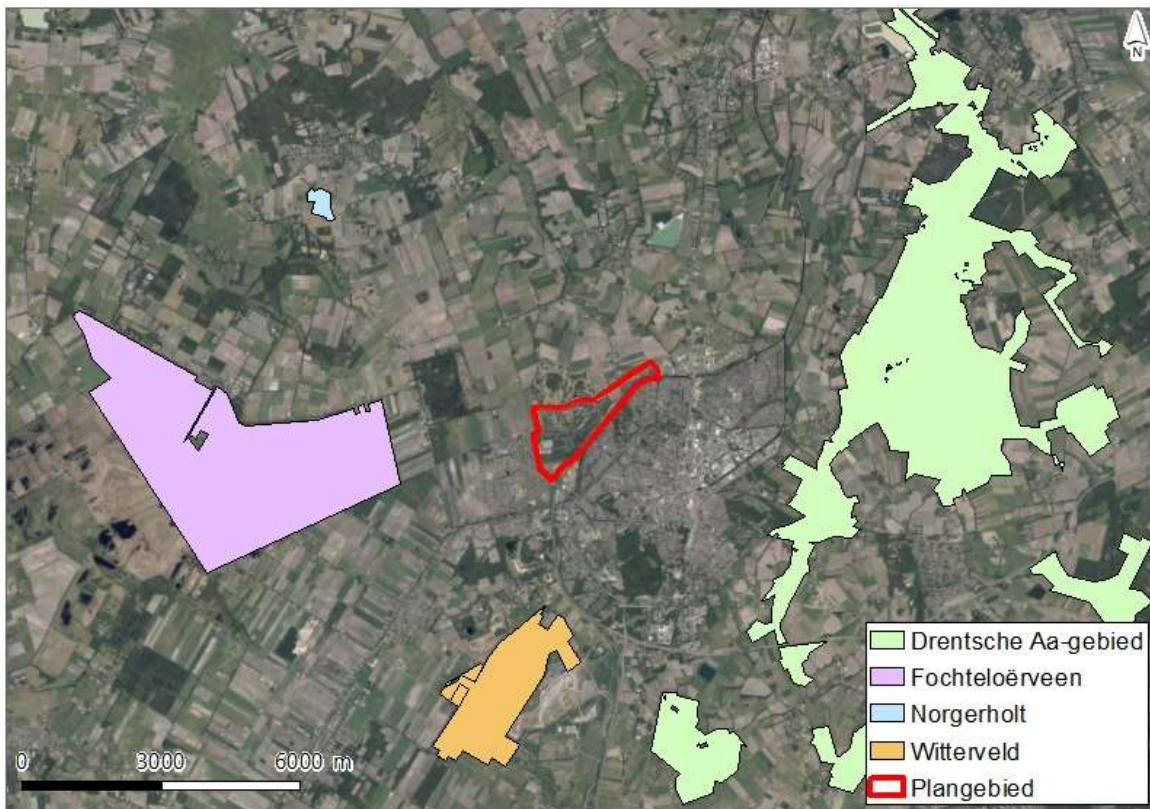 N
Drentsche Aa-gebied
Fochteloërveen
Norgerholt
Witterveld
Plangebied
0 3000 6000 m